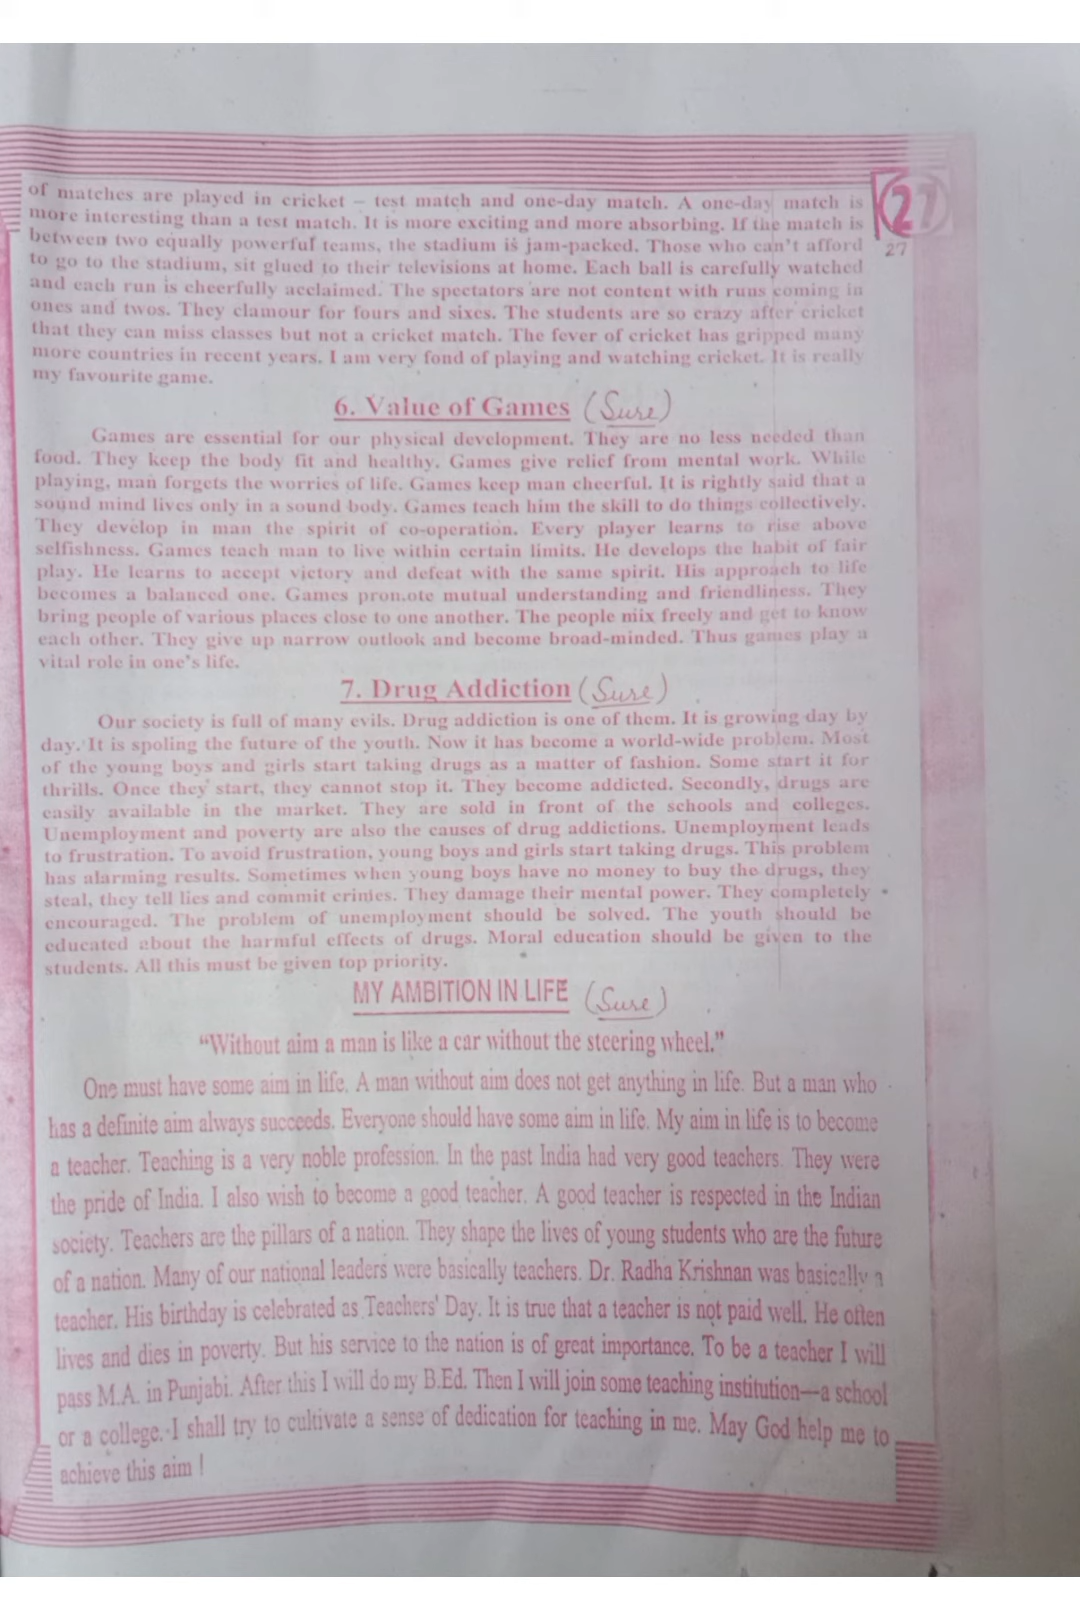 of matches are played in cricket – test match and one-day match. A one-day match is
27
more interesting than a test match. It is more exciting and more absorbing. If the match is
between two equally powerful teams, the stadium is jam-packed. Those who can't afford
27
to go to the stadium, sit glued to their televisions at home. Each ball is carefully watched
and each run is cheerfully acclaimed. The spectators are not content with runs coming in
ones and twos. They clamour for fours and sixes. The students are so crazy after cricket
that they can miss classes but not a cricket match. The fever of cricket has gripped many
more countries in recent years. I am very fond of playing and watching cricket. It is really
my favourite game.
6. Value of Games (Sure)
Games are essential for our physical development. They are no less needed than
food. They keep the body fit and healthy. Games give relief from mental work. While
playing, man forgets the worries of life. Games keep man cheerful. It is rightly said that a
sound mind lives only in a sound body. Games teach him the skill to do things collectively.
They develop in man the spirit of co-operation. Every player learns to rise above
selfishness. Games teach man to live within certain limits. He develops the habit of fair
play. He learns to accept victory and defeat with the same spirit. His approach to life
becomes a balanced one. Games pron.ote mutual understanding and friendliness. They
bring people of various places close to one another. The people mix freely and get to know
each other. They give up narrow outlook and become broad-minded. Thus games play a
vital role in one's life.
7. Drug Addiction (Sure)
Our society is full of many evils. Drug addiction is one of them. It is growing day by
day. It is spoling the future of the youth. Now it has become a world-wide problem. Most
of the young boys and girls start taking drugs as a matter of fashion. Some start it for
thrills. Once they start, they cannot stop it. They become addicted. Secondly, drugs are
easily available in the market. They are sold in front of the schools and colleges.
Unemployment and poverty are also the causes of drug addictions. Unemployment leads
to frustration. To avoid frustration, young boys and girls start taking drugs. This problem
has alarming results. Sometimes when young boys have no money to buy the drugs, they
steal, they tell lies and commit crimes. They damage their mental power. They completely
encouraged. The problem of unemployment should be solved. The youth should be
educated about the harmful effects of drugs. Moral education should be given to the
students. All this must be given top priority.
MY AMBITION IN LIFE (Sure)
“Without aim a man is like a car without the steering wheel.”
One must have some aim in life. A man without aim does not get anything in life. But a man who
has a definite aim always succeeds. Everyone should have some aim in life. My aim in life is to become
a teacher. Teaching is a very noble profession. In the past India had very good teachers. They were
the pride of India. I also wish to become a good teacher. A good teacher is respected in the Indian
society. Teachers are the pillars of a nation. They shape the lives of young students who are the future
of a nation. Many of our national leaders were basically teachers. Dr. Radha Krishnan was basically a
teacher. His birthday is celebrated as Teachers' Day. It is true that a teacher is not paid well. He often
lives and dies in poverty. But his service to the nation is of great importance. To be a teacher I will
pass M.A. in Punjabi. After this I will do my B.Ed. Then I will join some teaching institution—a school
or a college. I shall try to cultivate a sense of dedication for teaching in me. May God help me to
achieve this aim !